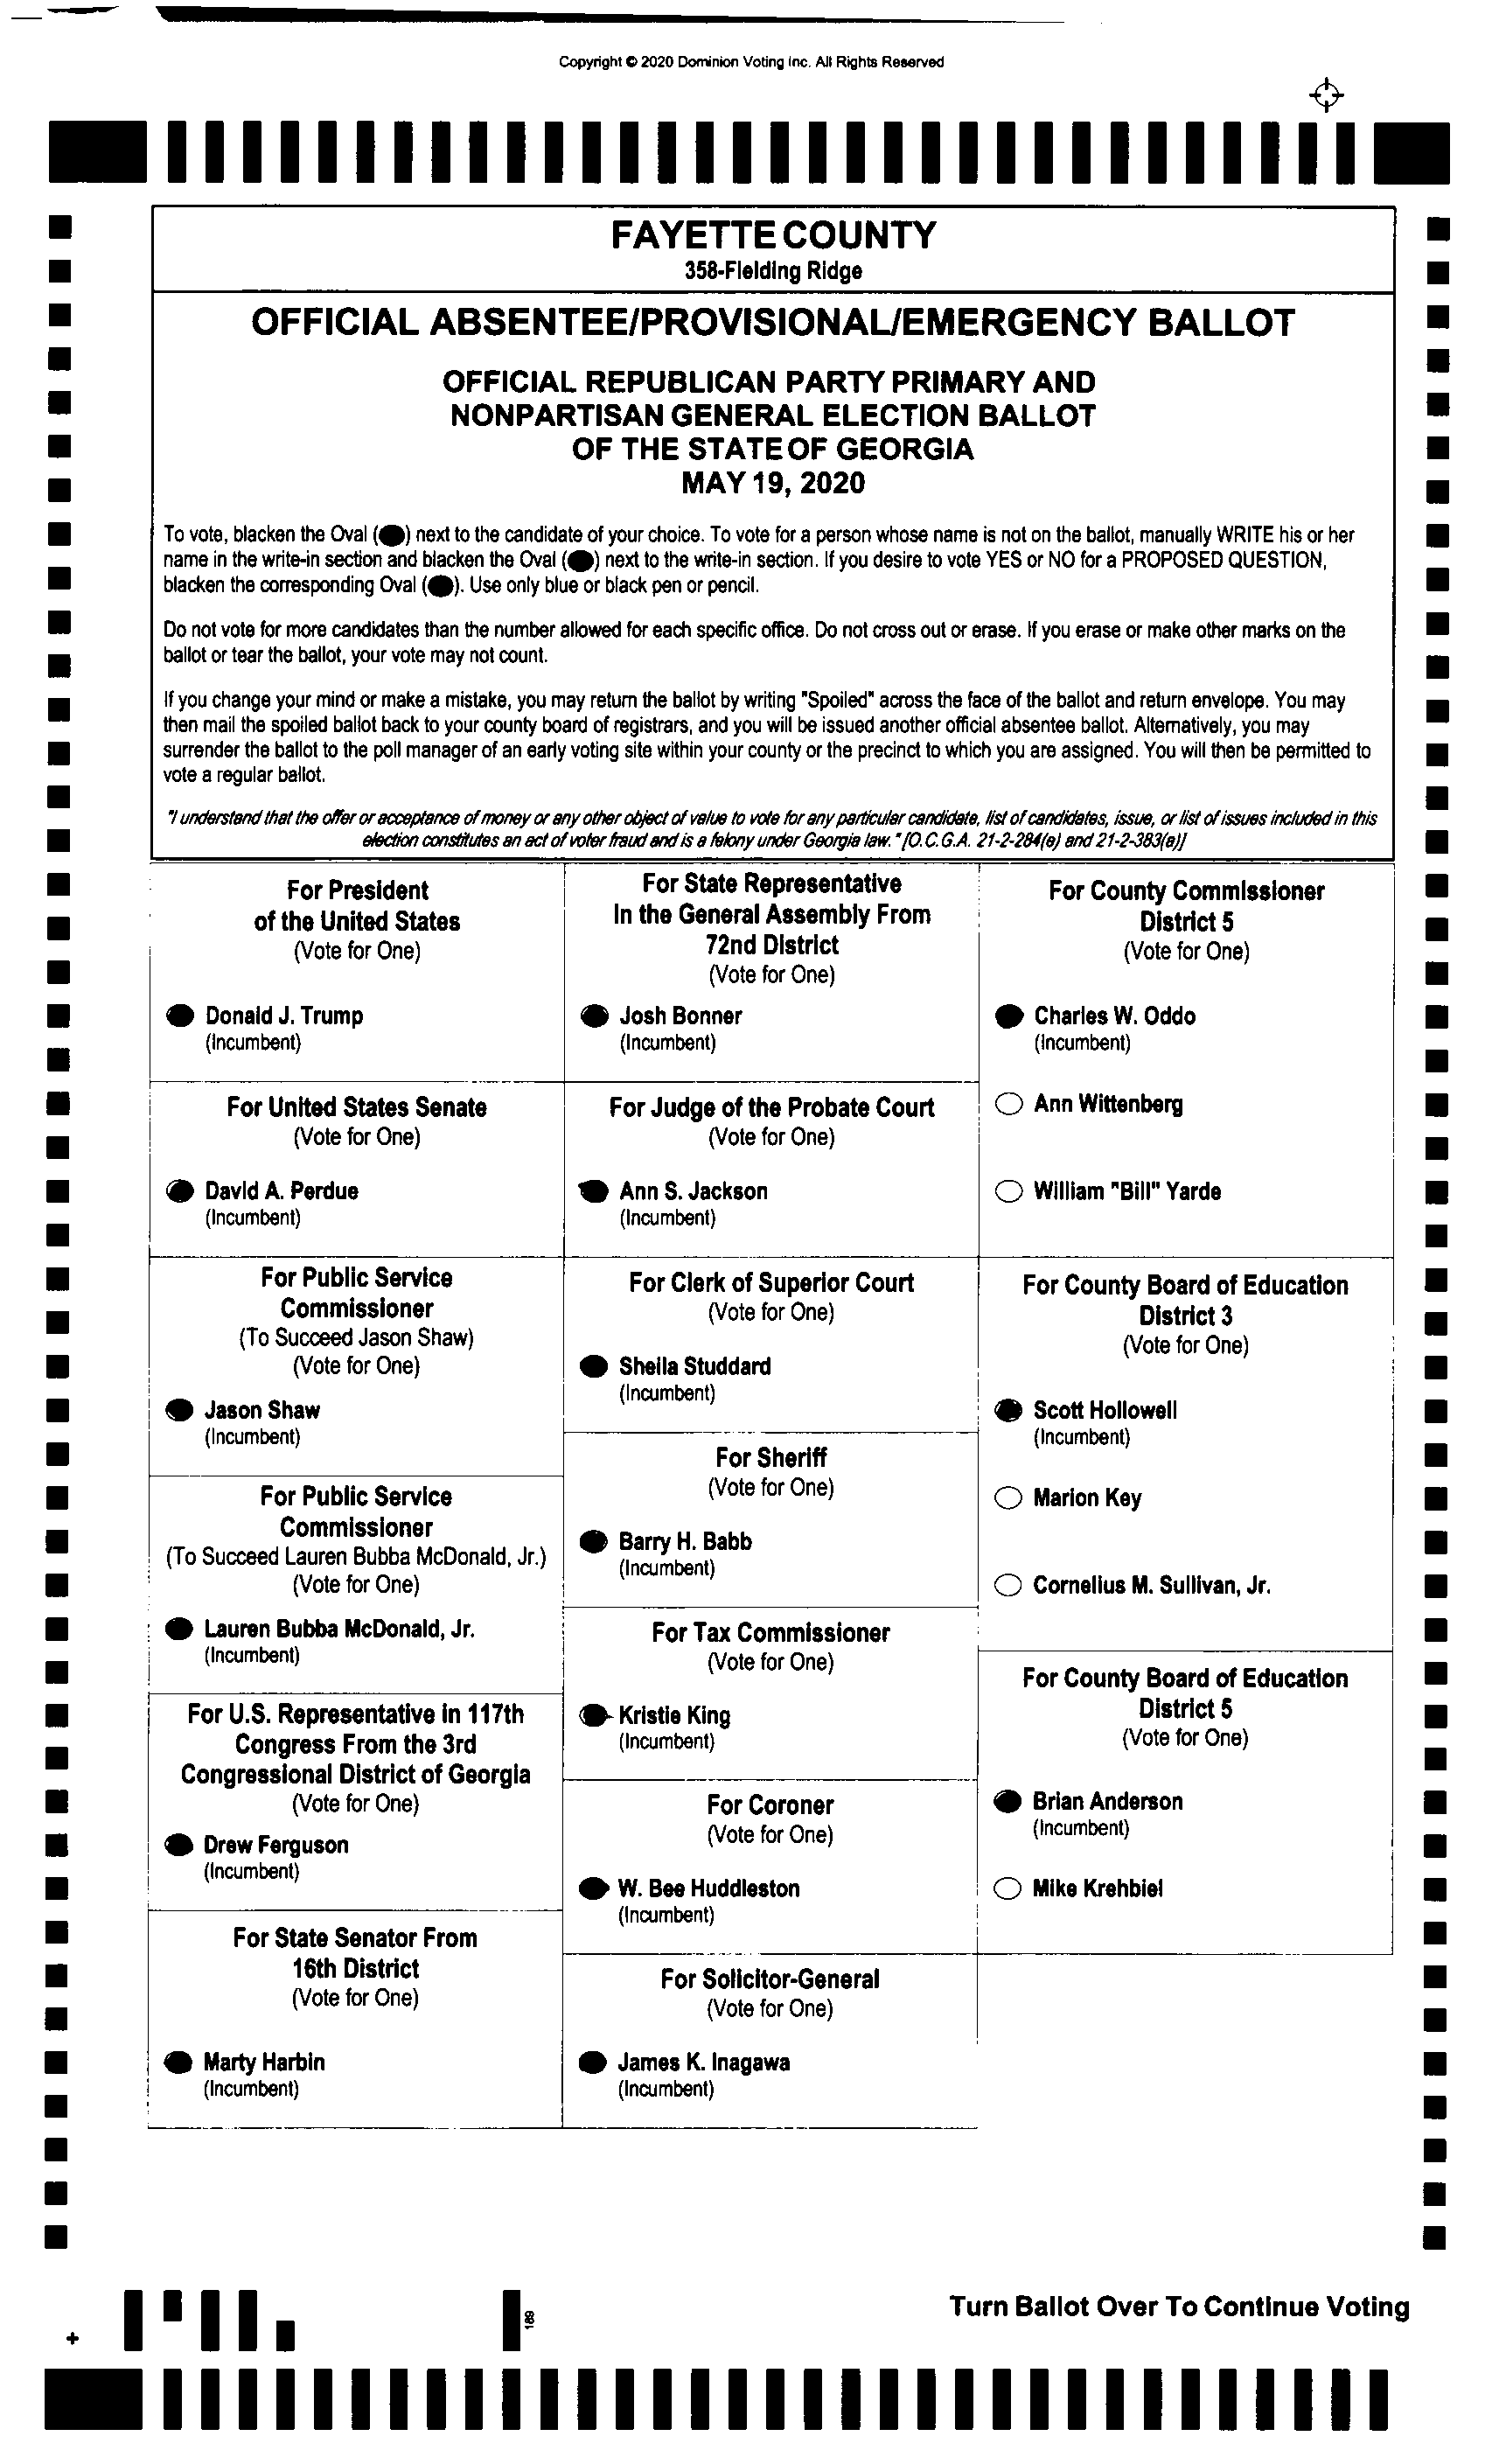 Copyright © 2020 Dominion Voting Inc. All Rights Reserved
FAYETTE COUNTY
358-Fielding Ridge
OFFICIAL ABSENTEE/PROVISIONAL/EMERGENCY BALLOT
OFFICIAL REPUBLICAN PARTY PRIMARY AND
NONPARTISAN GENERAL ELECTION BALLOT
OF THE STATE OF GEORGIA
MAY 19, 2020
To vote, blacken the Oval (⬬) next to the candidate of your choice. To vote for a person whose name is not on the ballot, manually WRITE his or her
name in the write-in section and blacken the Oval (⬬) next to the write-in section. If you desire to vote YES or NO for a PROPOSED QUESTION,
blacken the corresponding Oval (⬬). Use only blue or black pen or pencil.
Do not vote for more candidates than the number allowed for each specific office. Do not cross out or erase. If you erase or make other marks on the
ballot or tear the ballot, your vote may not count.
If you change your mind or make a mistake, you may return the ballot by writing "Spoiled" across the face of the ballot and return envelope. You may
then mail the spoiled ballot back to your county board of registrars, and you will be issued another official absentee ballot. Alternatively, you may
surrender the ballot to the poll manager of an early voting site within your county or the precinct to which you are assigned. You will then be permitted to
vote a regular ballot.
"I understand that the offer or acceptance of money or any other object of value to vote for any particular candidate, list of candidates, issue, or list of issues included in this
election constitutes an act of voter fraud and is a felony under Georgia law." [O.C.G.A. 21-2-284(e) and 21-2-383(a)]
For President
of the United States
(Vote for One)
Donald J. Trump
(Incumbent)
For United States Senate
(Vote for One)
David A. Perdue
(Incumbent)
For Public Service
Commissioner
(To Succeed Jason Shaw)
(Vote for One)
Jason Shaw
(Incumbent)
For Public Service
Commissioner
(To Succeed Lauren Bubba McDonald, Jr.)
(Vote for One)
Lauren Bubba McDonald, Jr.
(Incumbent)
For U.S. Representative in 117th
Congress From the 3rd
Congressional District of Georgia
(Vote for One)
Drew Ferguson
(Incumbent)
For State Senator From
16th District
(Vote for One)
Marty Harbin
(Incumbent)
For State Representative
In the General Assembly From
72nd District
(Vote for One)
Josh Bonner
(Incumbent)
For Judge of the Probate Court
(Vote for One)
Ann S. Jackson
(Incumbent)
For Clerk of Superior Court
(Vote for One)
Sheila Studdard
(Incumbent)
For Sheriff
(Vote for One)
Barry H. Babb
(Incumbent)
For Tax Commissioner
(Vote for One)
Kristie King
(Incumbent)
For Coroner
(Vote for One)
W. Bee Huddleston
(Incumbent)
For Solicitor-General
(Vote for One)
James K. Inagawa
(Incumbent)
For County Commissioner
District 5
(Vote for One)
Charles W. Oddo
(Incumbent)
Ann Wittenberg
William "Bill" Yarde
For County Board of Education
District 3
(Vote for One)
Scott Hollowell
(Incumbent)
Marion Key
Cornelius M. Sullivan, Jr.
For County Board of Education
District 5
(Vote for One)
Brian Anderson
(Incumbent)
Mike Krehbiel
Turn Ballot Over To Continue Voting
189